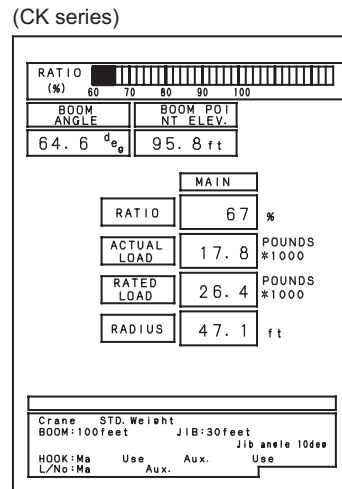 (CK series)
RATIO
(%) 60 70 80 90 100
BOOM ANGLE
BOOM POI
NT ELEV.
64.6 deg 95.8 ft
MAIN
RATIO 67 %
ACTUAL LOAD 17.8 POUNDS *1000
RATED LOAD 26.4 POUNDS *1000
RADIUS 47.1 ft
Crane STD. Weight
BOOM:100feet JIB:30feet
Jib angle 10deg
HOOK:Ma Use Aux. Use
L/No:Ma Aux.